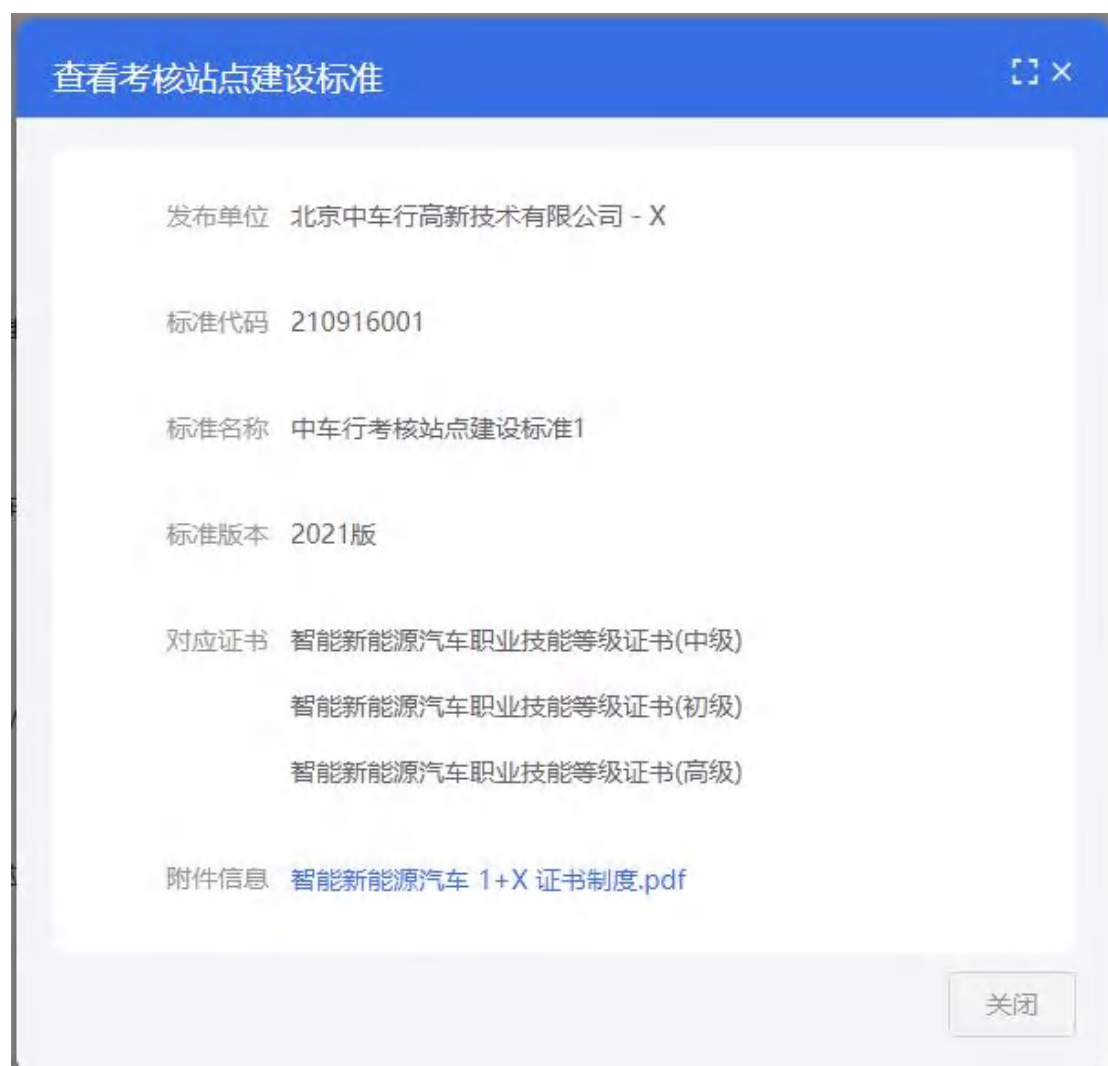 查看考核站点建设标准
发布单位 北京中车行高新技术有限公司 - X
标准代码 210916001
标准名称 中车行考核站点建设标准1
标准版本 2021版
对应证书 智能新能源汽车职业技能等级证书(中级)
智能新能源汽车职业技能等级证书(初级)
智能新能源汽车职业技能等级证书(高级)
附件信息 智能新能源汽车 1+X 证书制度.pdf
关闭